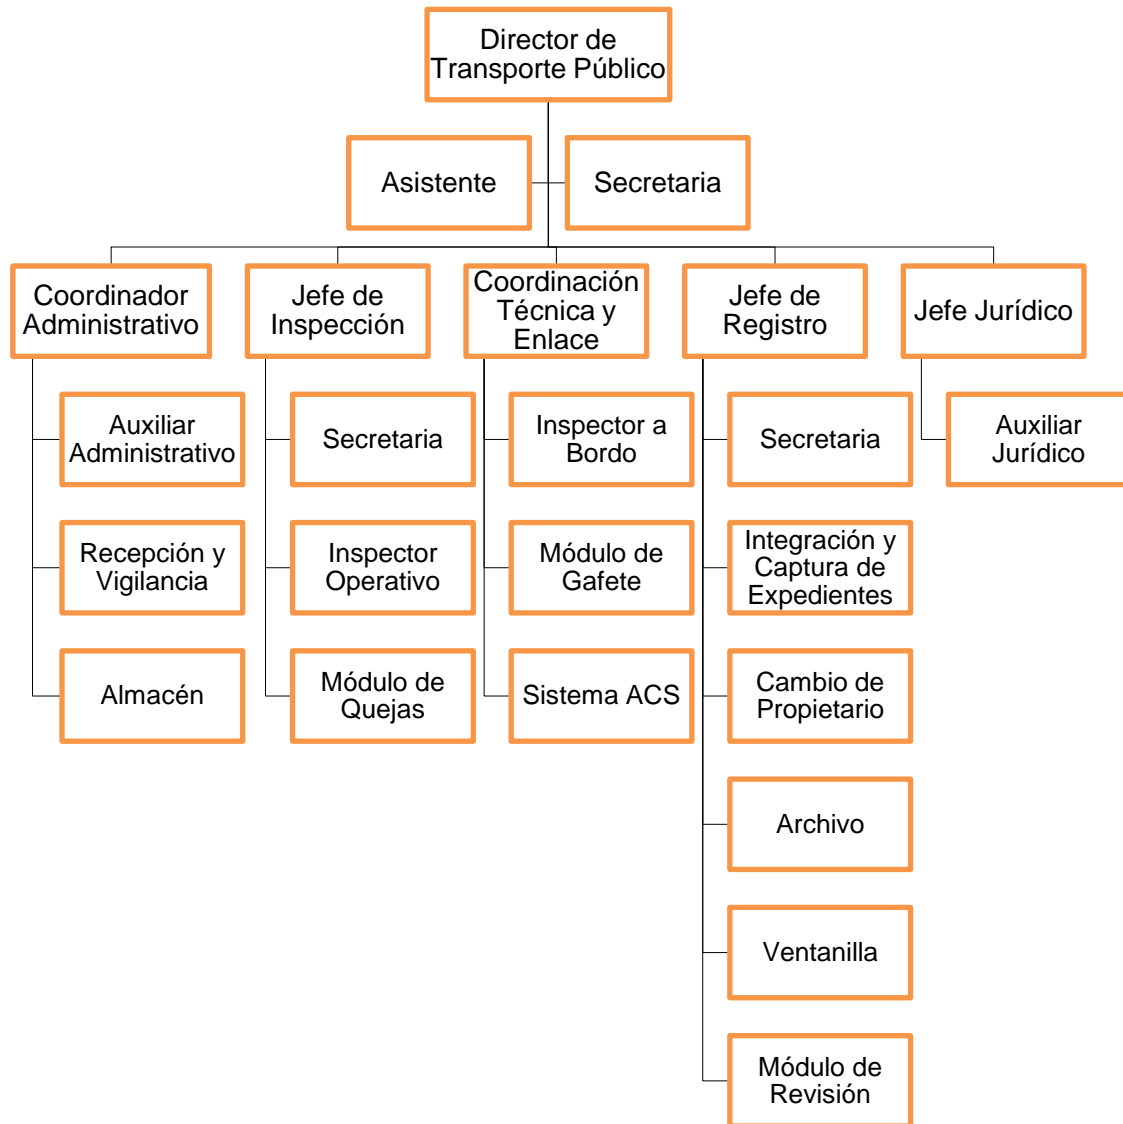 Director de
Transporte Público
Asistente
Secretaria
Coordinador
Administrativo
Jefe de
Inspección
Coordinación
Técnica y
Enlace
Jefe de
Registro
Jefe Jurídico
Auxiliar
Administrativo
Secretaria
Inspector a
Bordo
Secretaria
Auxiliar
Jurídico
Recepción y
Vigilancia
Inspector
Operativo
Módulo de
Gafete
Integración y
Captura de
Expedientes
Almacén
Módulo de
Quejas
Sistema ACS
Cambio de
Propietario
Archivo
Ventanilla
Módulo de
Revisión